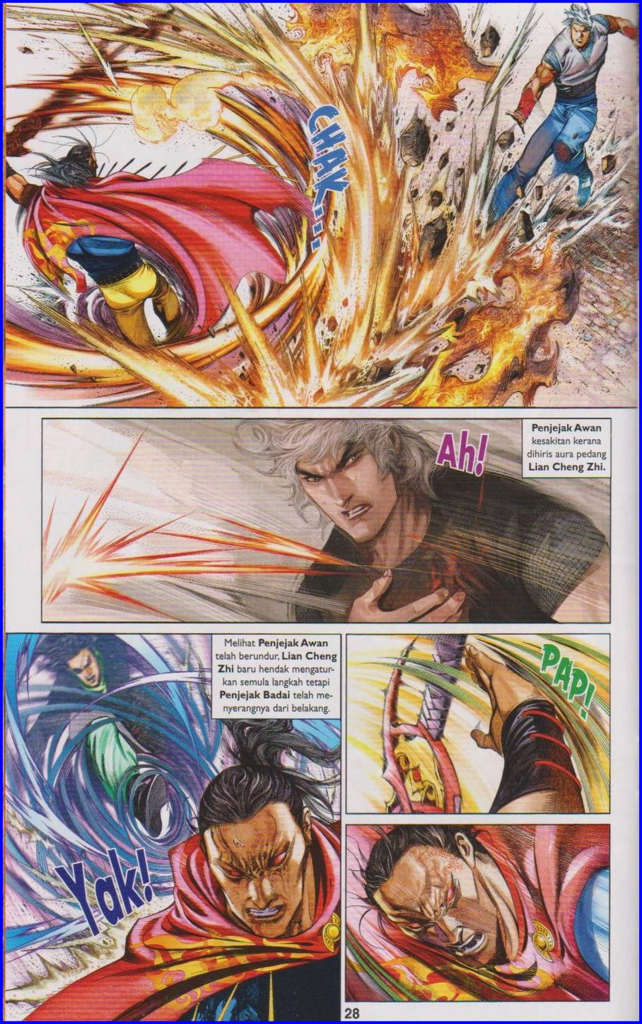 CHAK....!!
Penjejak Awan
kesakitan kerana
dihiris aura pedang
Lian Cheng Zhi.
Ah!
Melihat Penjejak Awan
telah berundur, Lian Cheng
Zhi baru hendak mengatur-
kan semula langkah tetapi
Penjejak Badai telah me-
nyerangnya dari belakang.
Yak!
PAP!
28